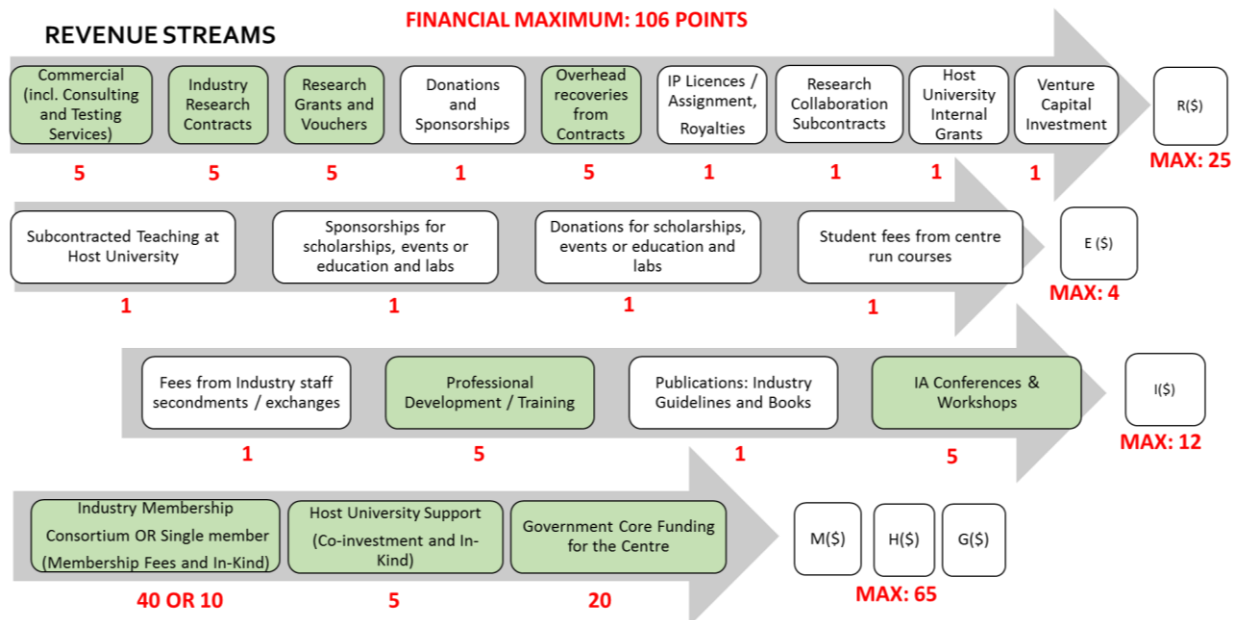 FINANCIAL MAXIMUM: 106 POINTS
REVENUE STREAMS
Commercial
(incl. Consulting
and Testing
Services)
Industry
Research
Contracts
Research
Grants and
Vouchers
Donations
and
Sponsorships
Overhead
recoveries
from
Contracts
IP Licences /
Assignment,
Royalties
Research
Collaboration
Subcontracts
Host
University
Internal
Grants
Venture
Capital
Investment
R($)
5
5
5
1
5
1
1
1
1
MAX: 25
Subcontracted Teaching at
Host University
Sponsorships for
scholarships, events or
education and labs
Donations for scholarships,
events or education and
labs
Student fees from centre
run courses
E ($)
1
1
1
1
MAX: 4
Fees from Industry staff
secondments / exchanges
Professional
Development / Training
Publications: Industry
Guidelines and Books
IA Conferences &
Workshops
I($)
1
5
1
5
MAX: 12
Industry Membership
Consortium OR Single member
(Membership Fees and In-Kind)
Host University Support
(Co-investment and In-
Kind)
Government Core Funding
for the Centre
M($)
H($)
G($)
40 OR 10
5
20
MAX: 65